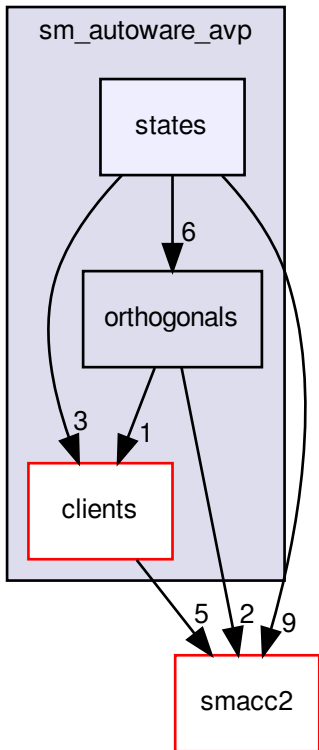 sm_autoware_avp
states
6
orthogonals
3
1
clients
5
2
9
smacc2